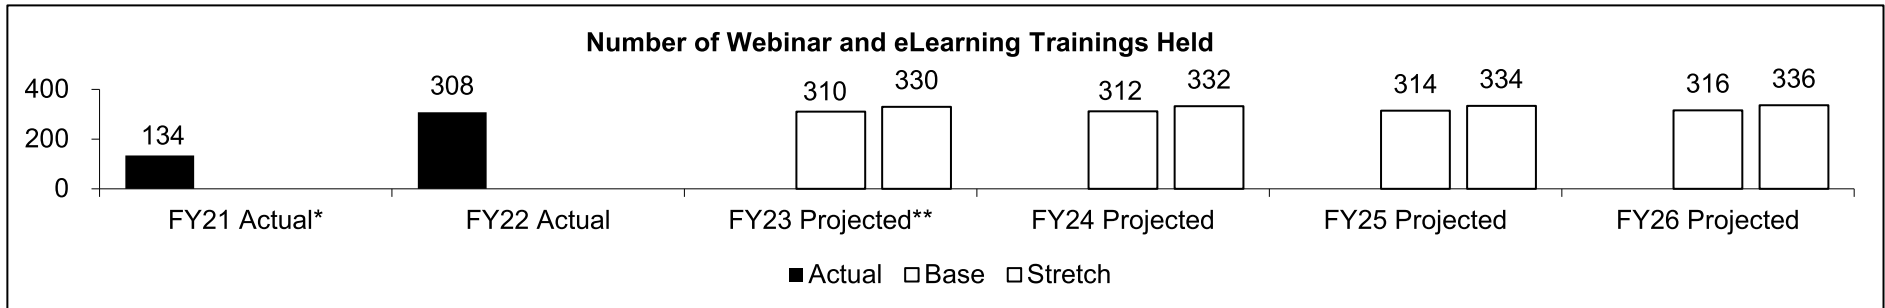 Number of Webinar and eLearning Trainings Held
400
200
0
134
308
310
330
312
332
314
334
316
336
FY21 Actual*
FY22 Actual
FY23 Projected**
FY24 Projected
FY25 Projected
FY26 Projected
Actual Base Stretch